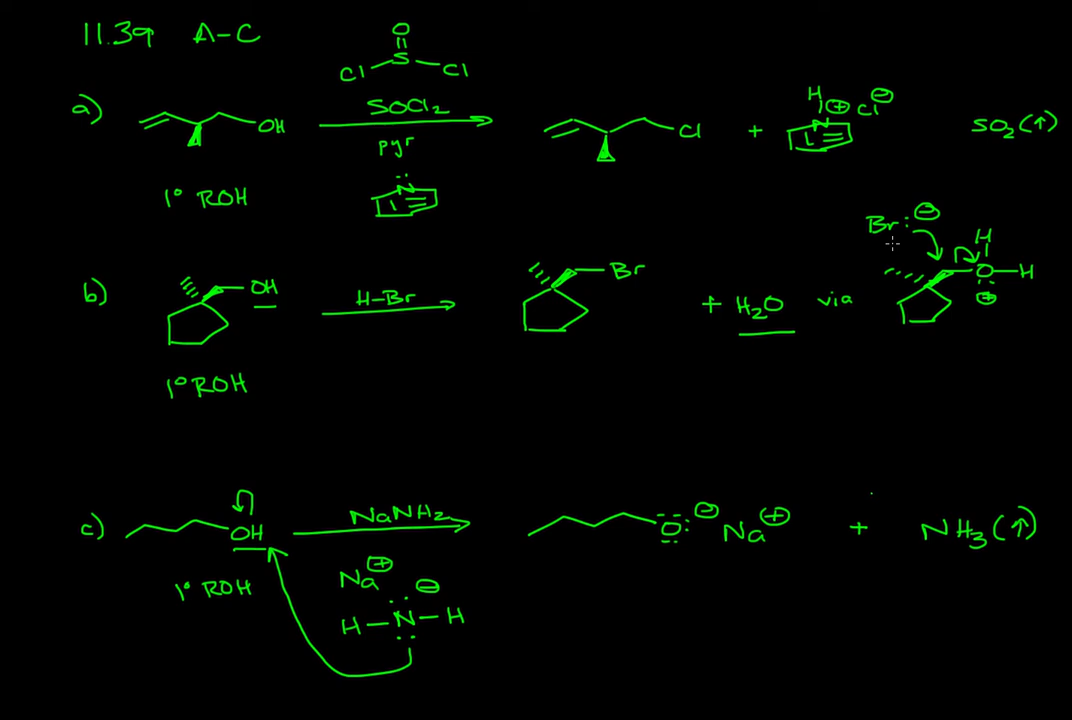 11.39 A-C
O
Cl S Cl
a) OH SOCl2 Cl + H N ⊕ Cl ⊖ SO2(↑)
pyr
1° ROH N
b) OH H-Br Br + H2O via Br: ⊖ H O-H ⊕
1° ROH
c) OH NaNH2 O ⊖ Na ⊕ + NH3(↑)
1° ROH Na ⊕ ⊖
H-N-H